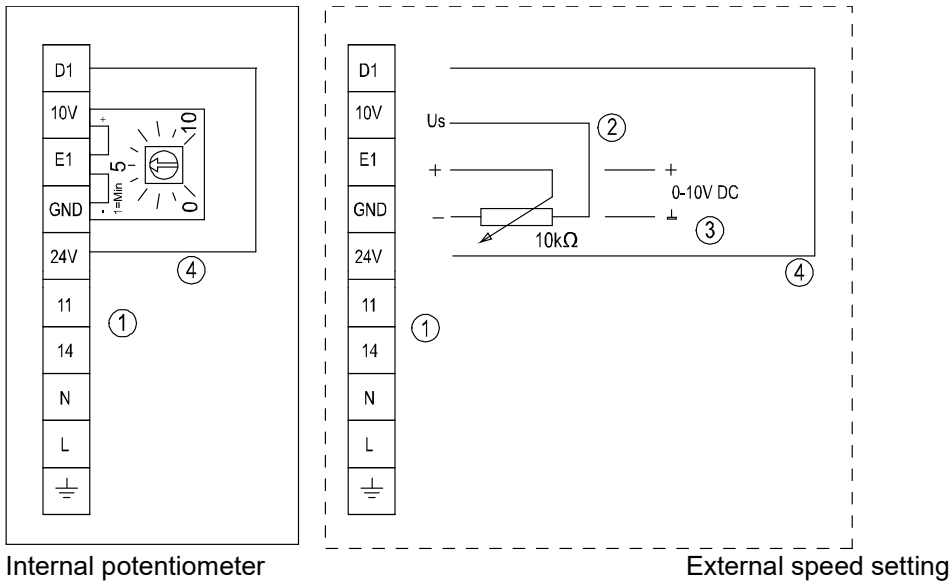 D1
10V
E1
GND
24V
11
14
N
L
+
-
1=Min
0
5
10
④
①
D1
10V
E1
GND
24V
11
14
N
L
Us
+
−
10kΩ
②
+
0-10V DC
③
④
①
Internal potentiometer
External speed setting